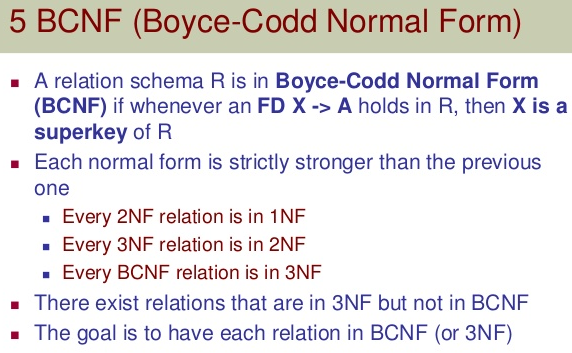 5 BCNF (Boyce-Codd Normal Form)
A relation schema R is in Boyce-Codd Normal Form
(BCNF) if whenever an FD X -> A holds in R, then X is a
superkey of R
Each normal form is strictly stronger than the previous
one
Every 2NF relation is in 1NF
Every 3NF relation is in 2NF
Every BCNF relation is in 3NF
There exist relations that are in 3NF but not in BCNF
The goal is to have each relation in BCNF (or 3NF)